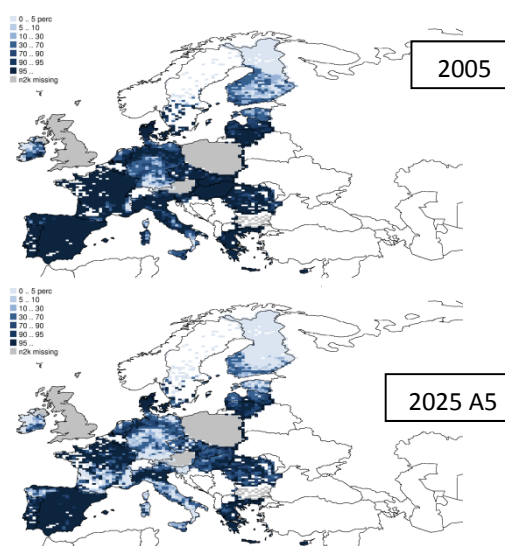 0 .. 5 perc
5 .. 10
10 .. 30
30 .. 70
70 .. 90
90 .. 95
95 ..
n2k missing
2005
0 .. 5 perc
5 .. 10
10 .. 30
30 .. 70
70 .. 90
90 .. 95
95 ..
n2k missing
2025 A5